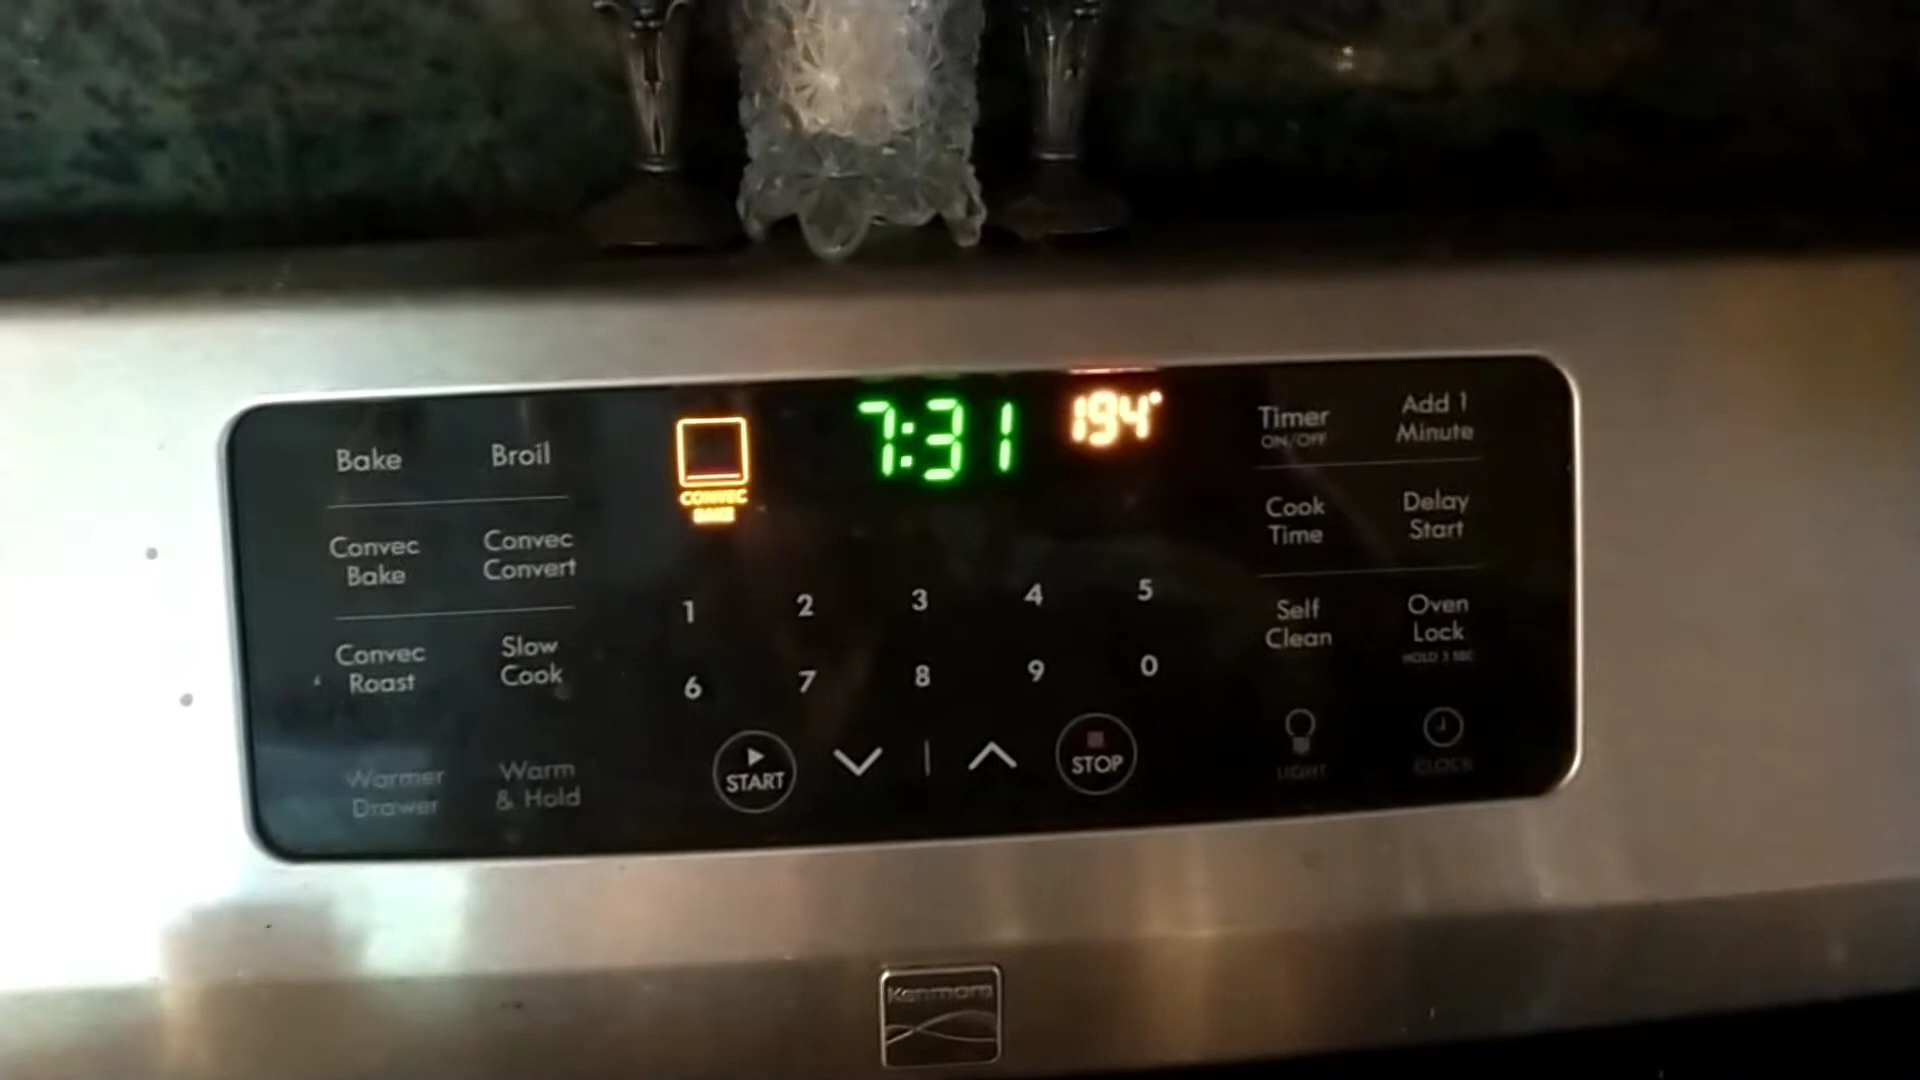 7:31 194°
CONVEC
BAKE
Bake Broil
Convec Bake
Convec Convert
Convec Roast
Slow Cook
Warmer Drawer
Warm & Hold
1 2 3 4 5
6 7 8 9 0
START
STOP
Timer
ON/OFF
Add 1
Minute
Cook
Time
Delay
Start
Self
Clean
Oven
Lock
HOLD 3 SEC
LIGHT
CLOCK
Kenmore